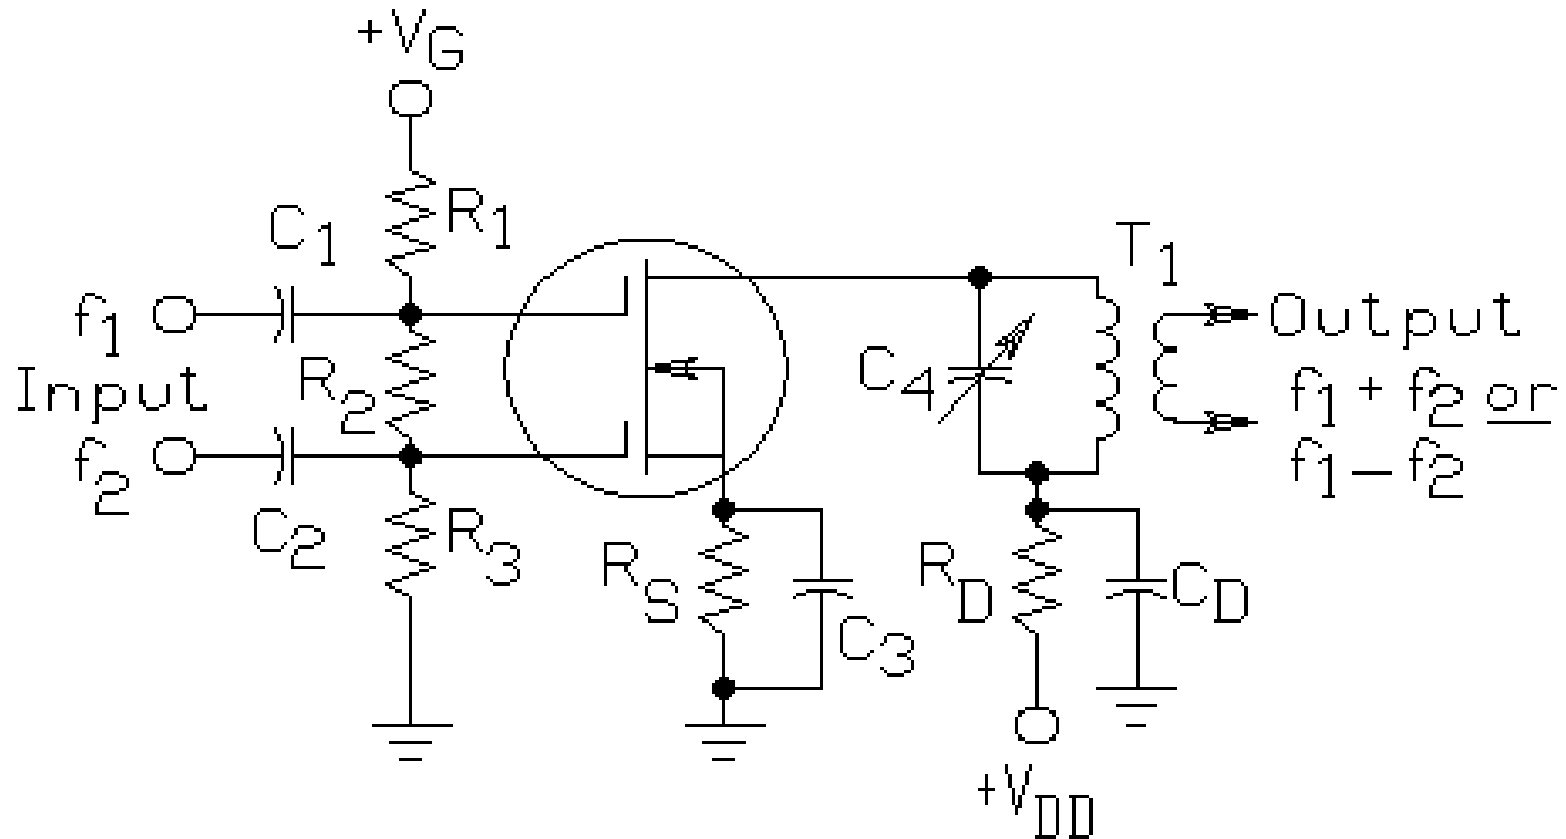 +VG
R1
C1
T1
f1
Output
Input
R2
C4
f1 + f2 or
f2
f1 – f2
C2
R3
RS
C3
RD
CD
+VDD